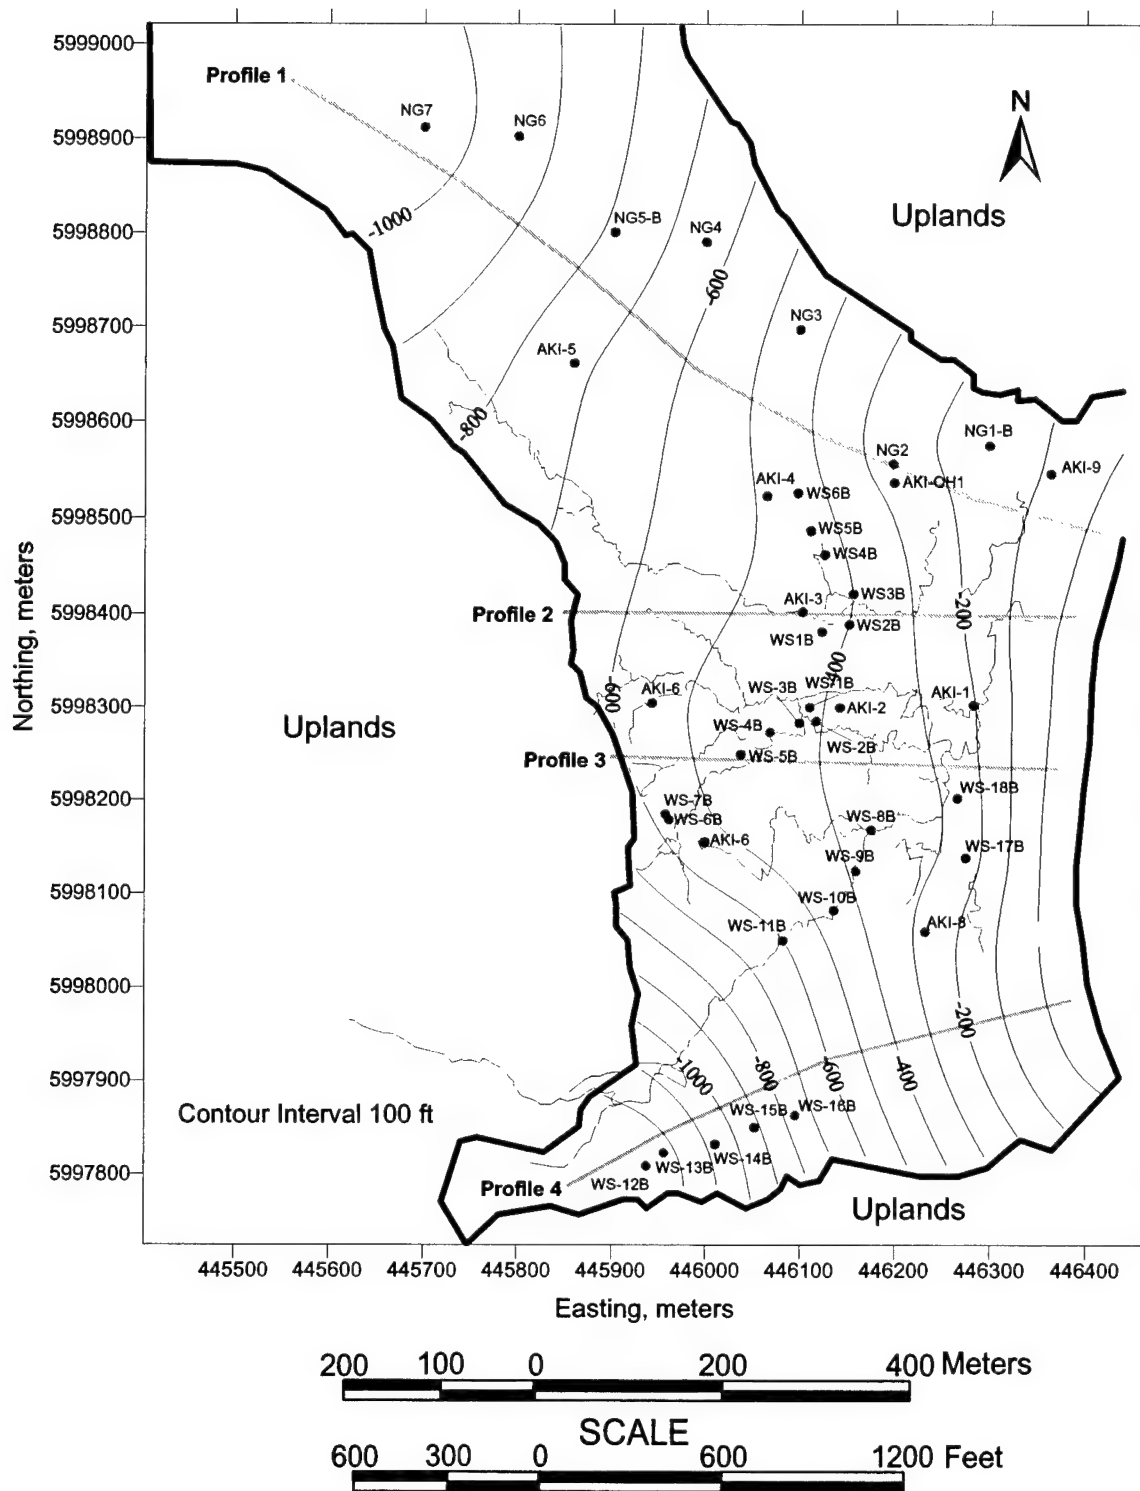 5999000
Profile 1
N
NG7
NG6
5998900
Uplands
-1000
NG5-B
NG4
5998800
-600
NG3
5998700
AKI-5
-800
5998600
NG1-B
NG2
AKI-9
AKI-4
WS6B
AKI-OH1
5998500
WS5B
WS4B
WS3B
AKI-3
-200
Profile 2
5998400
WS2B
WS1B
-400
-600
AKI-6
WS-3B
WS-1B
AKI-1
5998300
AKI-2
Uplands
WS-4B
WS-2B
Profile 3
WS-5B
WS-18B
5998200
WS-7B
WS-6B
WS-8B
AKI-6
WS-9B
WS-17B
5998100
WS-10B
WS-11B
AKI-8
5998000
-200
-1000
-800
-600
-400
5997900
Contour Interval 100 ft
WS-15B
WS-16B
WS-14B
5997800
WS-13B
WS-12B
Profile 4
Uplands
Northing, meters
445500 445600 445700 445800 445900 446000 446100 446200 446300 446400
Easting, meters
200 100 0 200 400 Meters
SCALE
600 300 0 600 1200 Feet